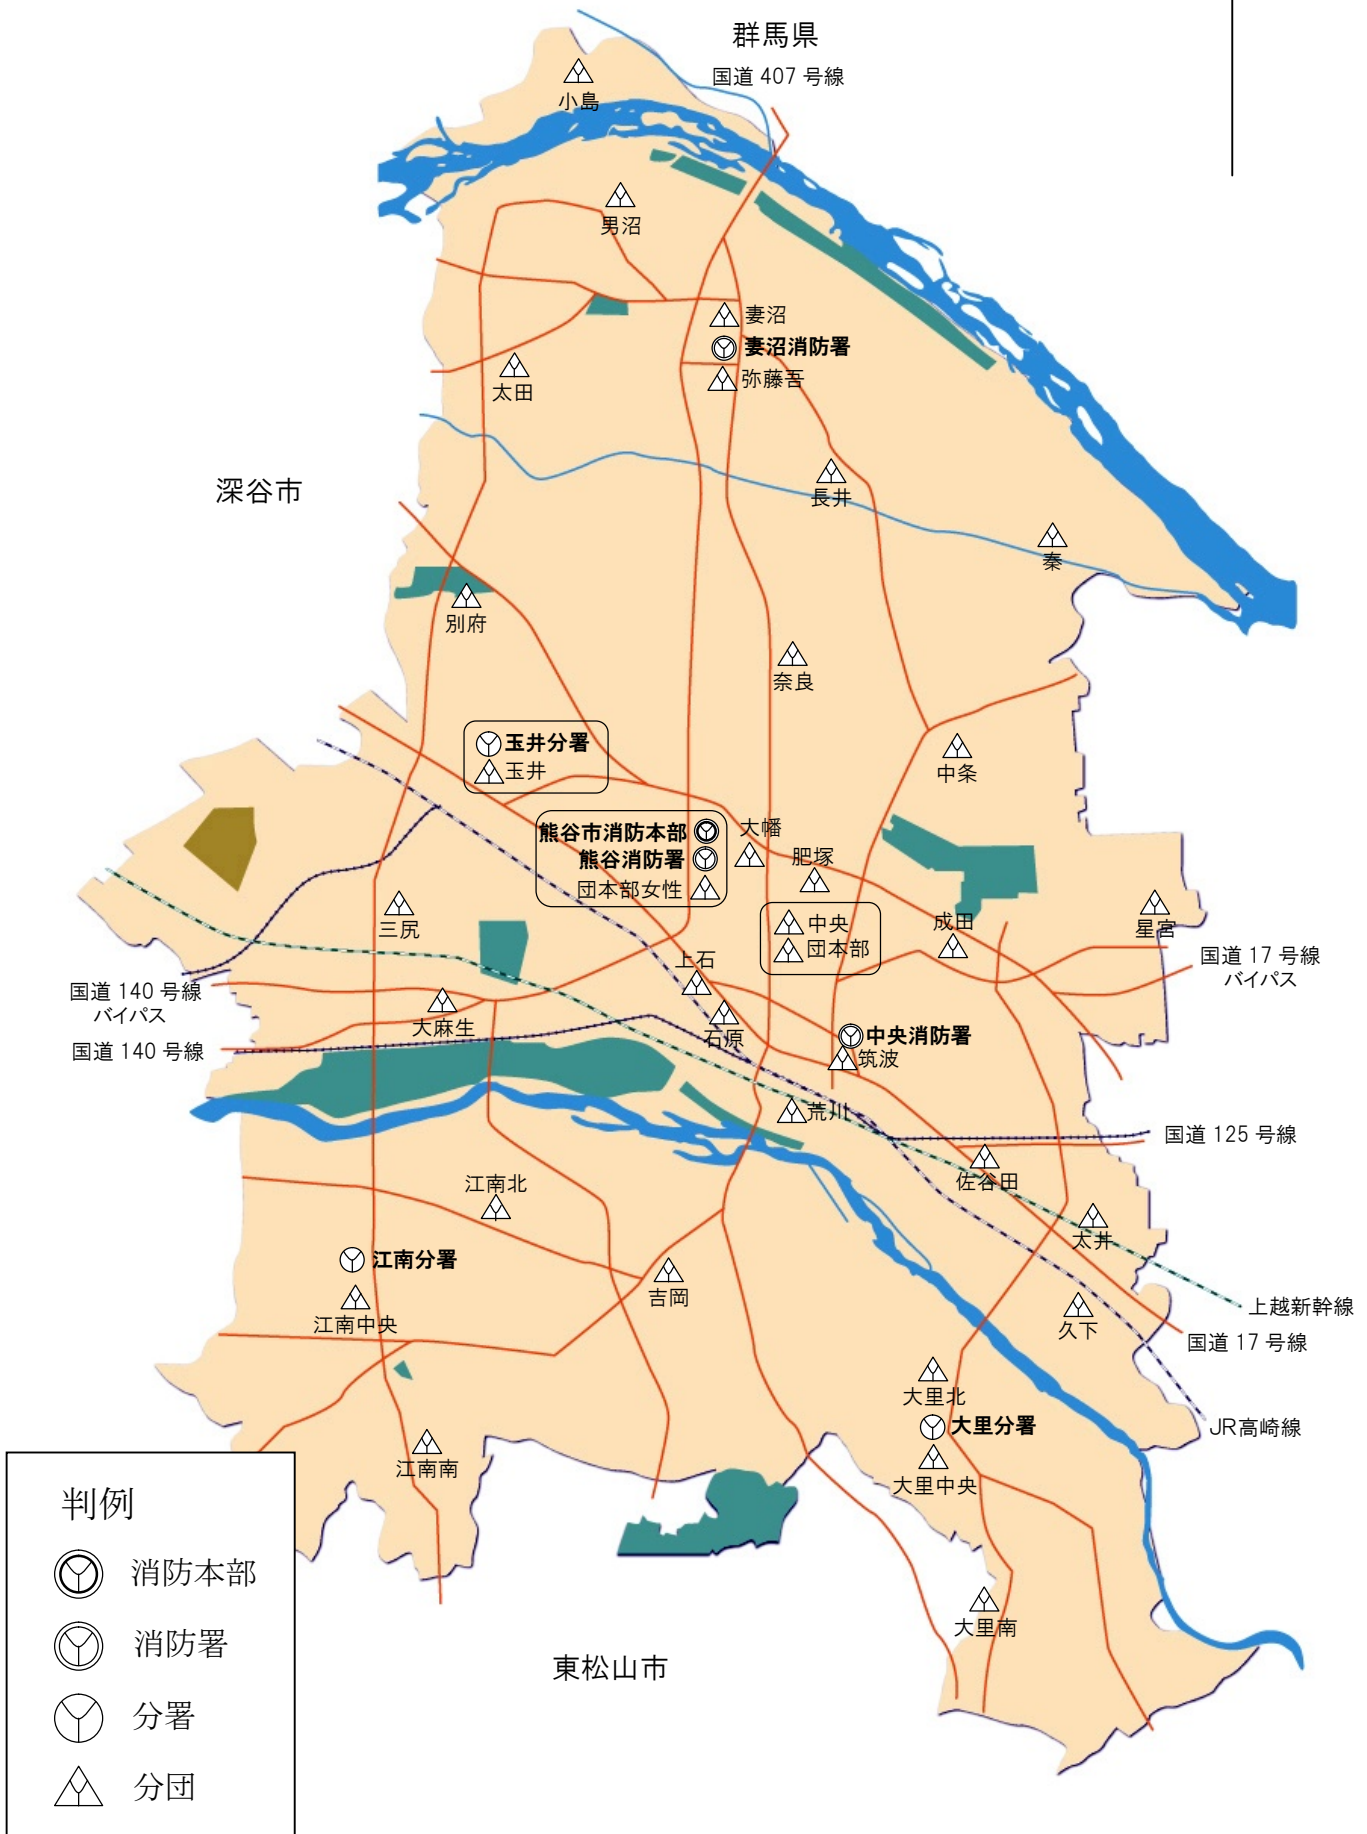 群馬県
国道 407 号線
小島
男沼
妻沼
妻沼消防署
弥藤吾
太田
深谷市
長井
秦
別府
奈良
玉井分署
玉井
中条
熊谷市消防本部
熊谷消防署
団本部女性
大幡
肥塚
中央
団本部
成田
星宮
三尻
上石
国道 17 号線
バイパス
国道 140 号線
バイパス
大麻生
石原
国道 140 号線
中央消防署
筑波
荒川
国道 125 号線
佐谷田
江南北
太井
江南分署
吉岡
江南中央
久下
上越新幹線
国道 17 号線
大里北
大里分署
JR高崎線
江南南
大里中央
大里南
東松山市
判例
消防本部
消防署
分署
分団